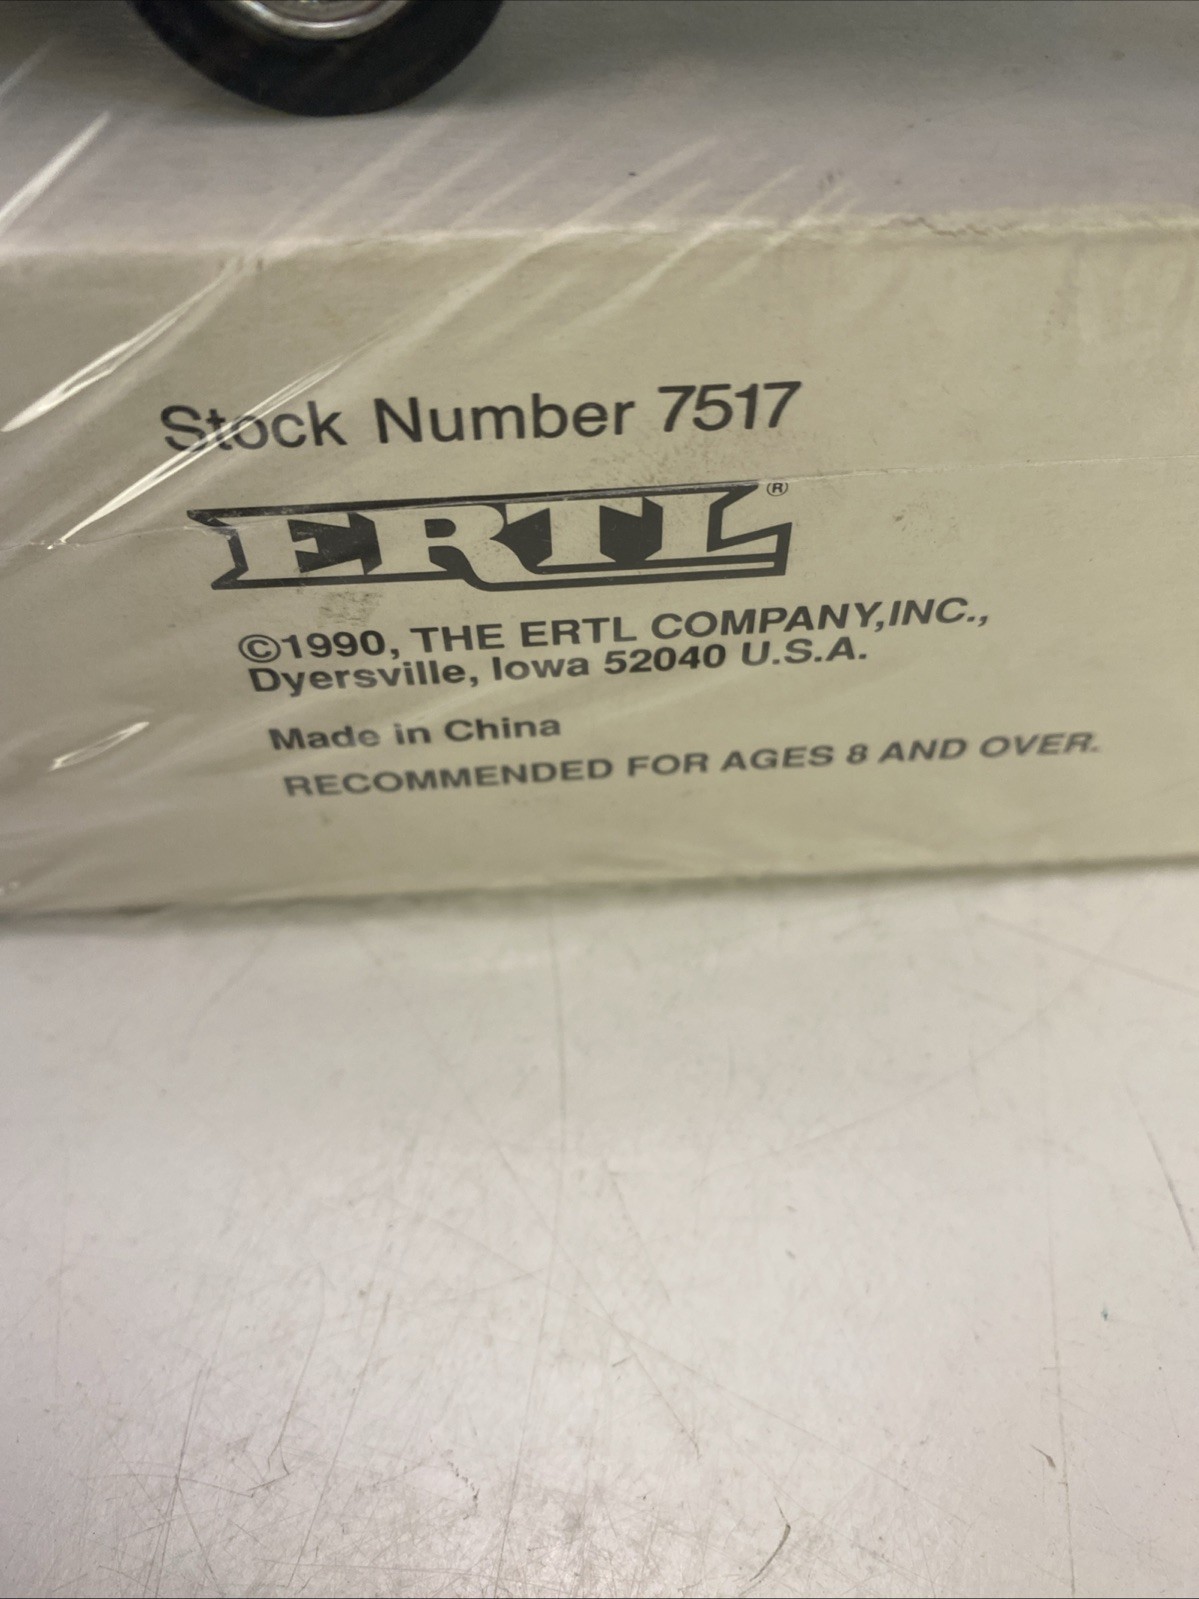 Stock Number 7517
ERTL®
©1990, THE ERTL COMPANY,INC.,
Dyersville, Iowa 52040 U.S.A.
Made in China
RECOMMENDED FOR AGES 8 AND OVER.